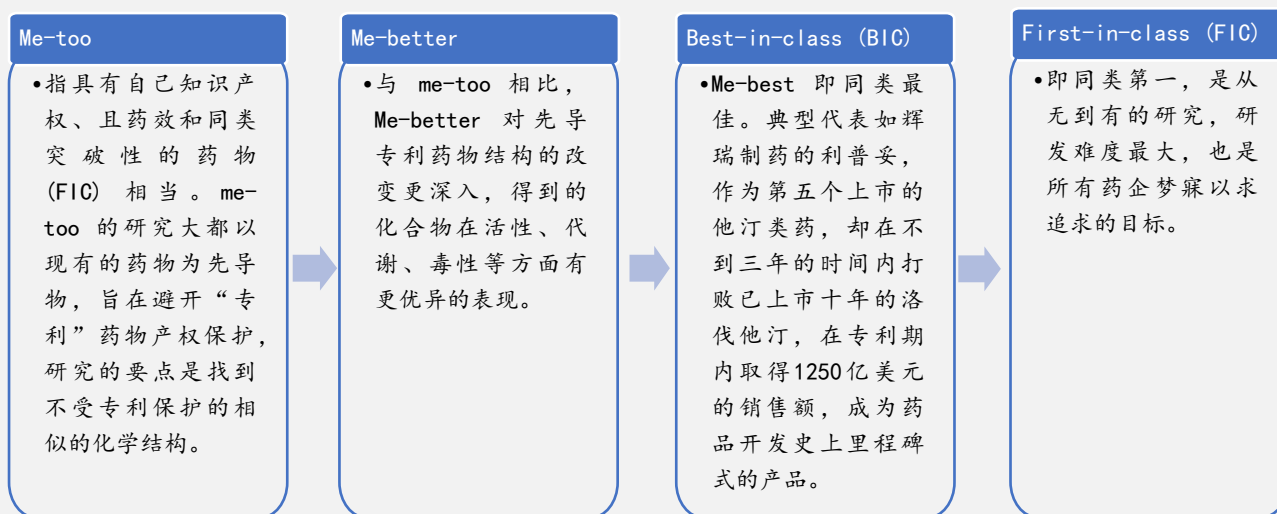 Me-too
•指具有自己知识产
权、且药效和同类
突破性的药物
(FIC) 相当。me-
too 的研究大都以
现有的药物为先导
物，旨在避开“专
利”药物产权保护，
研究的要点是找到
不受专利保护的相
似的化学结构。
Me-better
•与 me-too 相比，
Me-better 对先导
专利药物结构的改
变更深入，得到的
化合物在活性、代
谢、毒性等方面有
更优异的表现。
Best-in-class (BIC)
•Me-best 即同类最
佳。典型代表如辉
瑞制药的利普妥，
作为第五个上市的
他汀类药，却在不
到三年的时间内打
败已上市十年的洛
伐他汀，在专利期
内取得1250亿美元
的销售额，成为药
品开发史上里程碑
式的产品。
First-in-class (FIC)
•即同类第一，是从
无到有的研究，研
发难度最大，也是
所有药企梦寐以求
追求的目标。